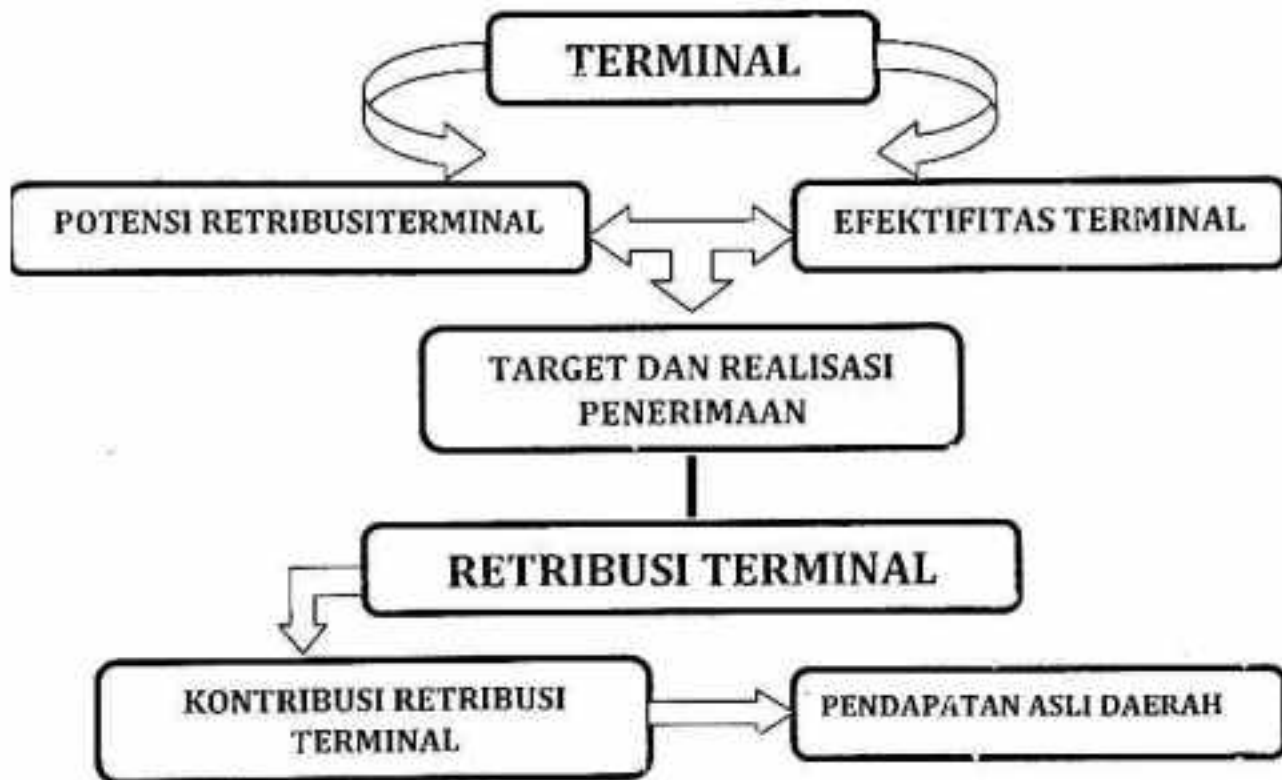 TERMINAL
POTENSI RETRIBUSITERMINAL
EFEKTIFITAS TERMINAL
TARGET DAN REALISASI
PENERIMAAN
RETRIBUSI TERMINAL
KONTRIBUSI RETRIBUSI
TERMINAL
PENDAPATAN ASLI DAERAH